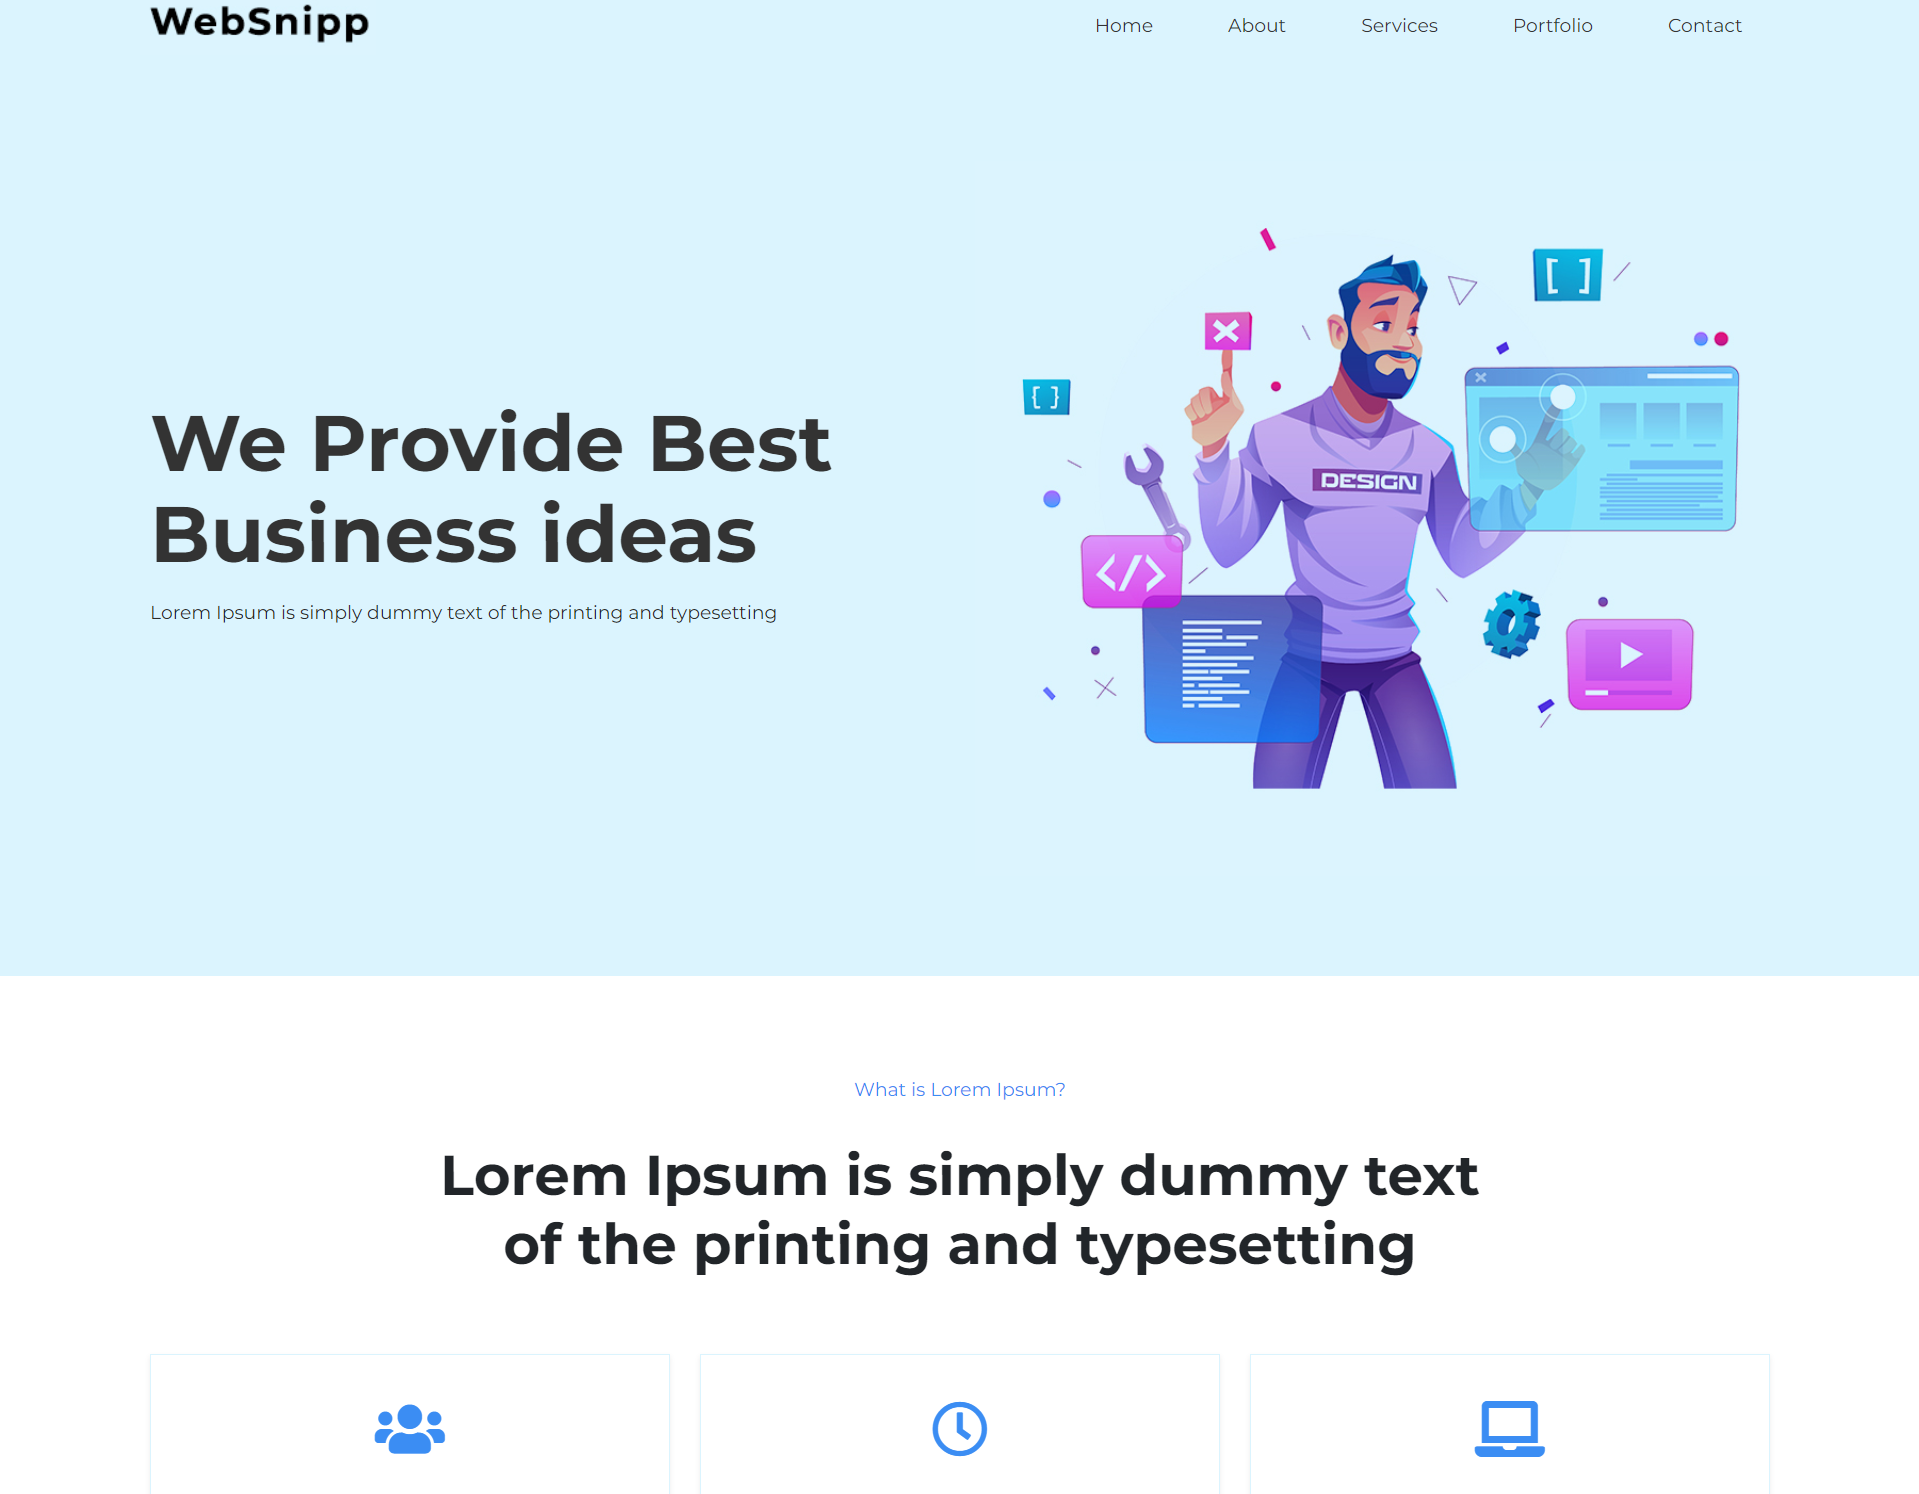 WebSnipp
Home About Services Portfolio Contact
We Provide Best
Business ideas
Lorem Ipsum is simply dummy text of the printing and typesetting
[ ]
{ }
DESIGN
</>
What is Lorem Ipsum?
Lorem Ipsum is simply dummy text
of the printing and typesetting